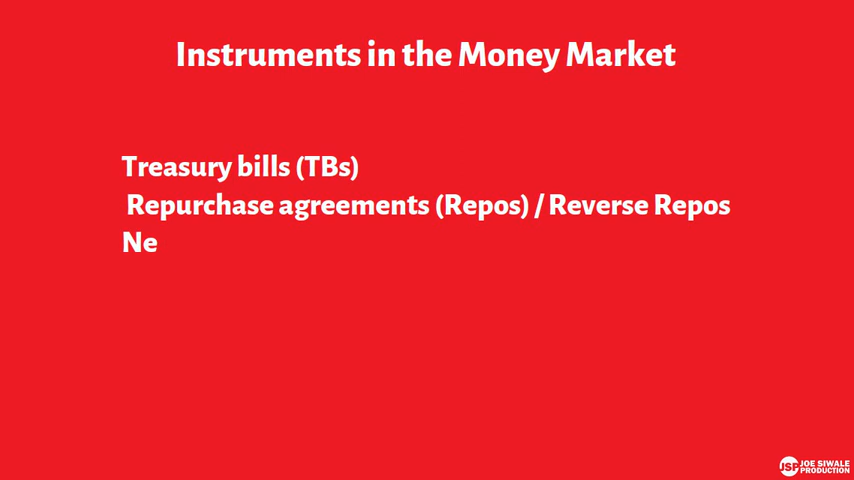 Instruments in the Money Market
Treasury bills (TBs)
Repurchase agreements (Repos) / Reverse Repos
Ne
JSP JOE SIWALE
PRODUCTION